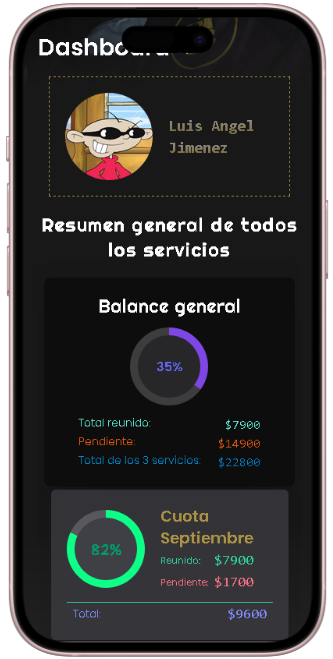 Dashboard
Luis Angel
Jimenez
Resumen general de todos
los servicios
Balance general
35%
Total reunido: $7900
Pendiente: $14900
Total de los 3 servicios: $22800
82%
Cuota
Septiembre
Reunido: $7900
Pendiente: $1700
Total: $9600